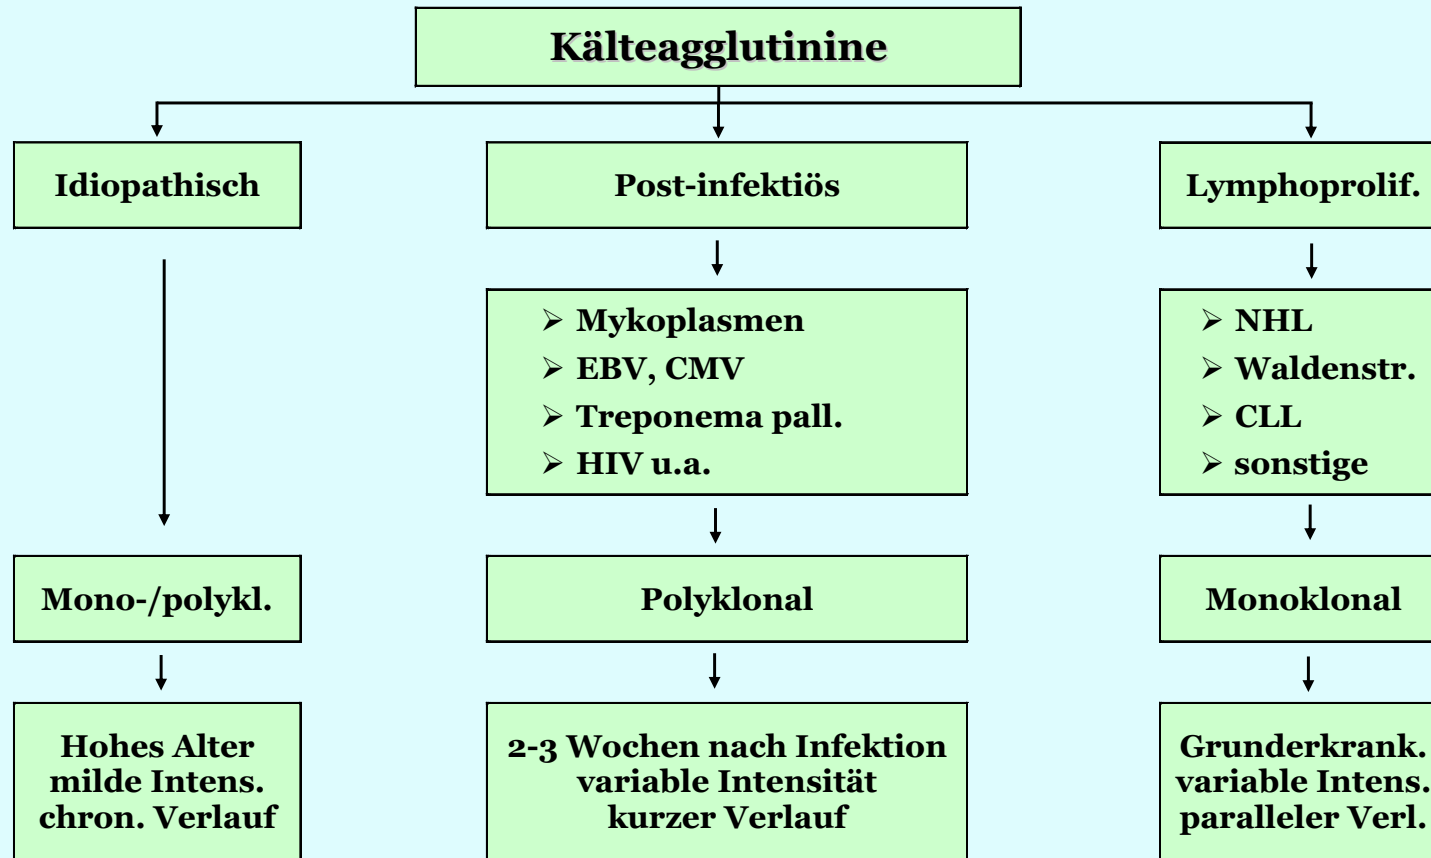 Kälteagglutinine
Idiopathisch
Post-infektiös
Lymphoprolif.
➢ Mykoplasmen
➢ EBV, CMV
➢ Treponema pall.
➢ HIV u.a.
➢ NHL
➢ Waldenstr.
➢ CLL
➢ sonstige
Mono-/polykl.
Polyklonal
Monoklonal
Hohes Alter
milde Intens.
chron. Verlauf
2-3 Wochen nach Infektion
variable Intensität
kurzer Verlauf
Grunderkrank.
variable Intens.
paralleler Verl.